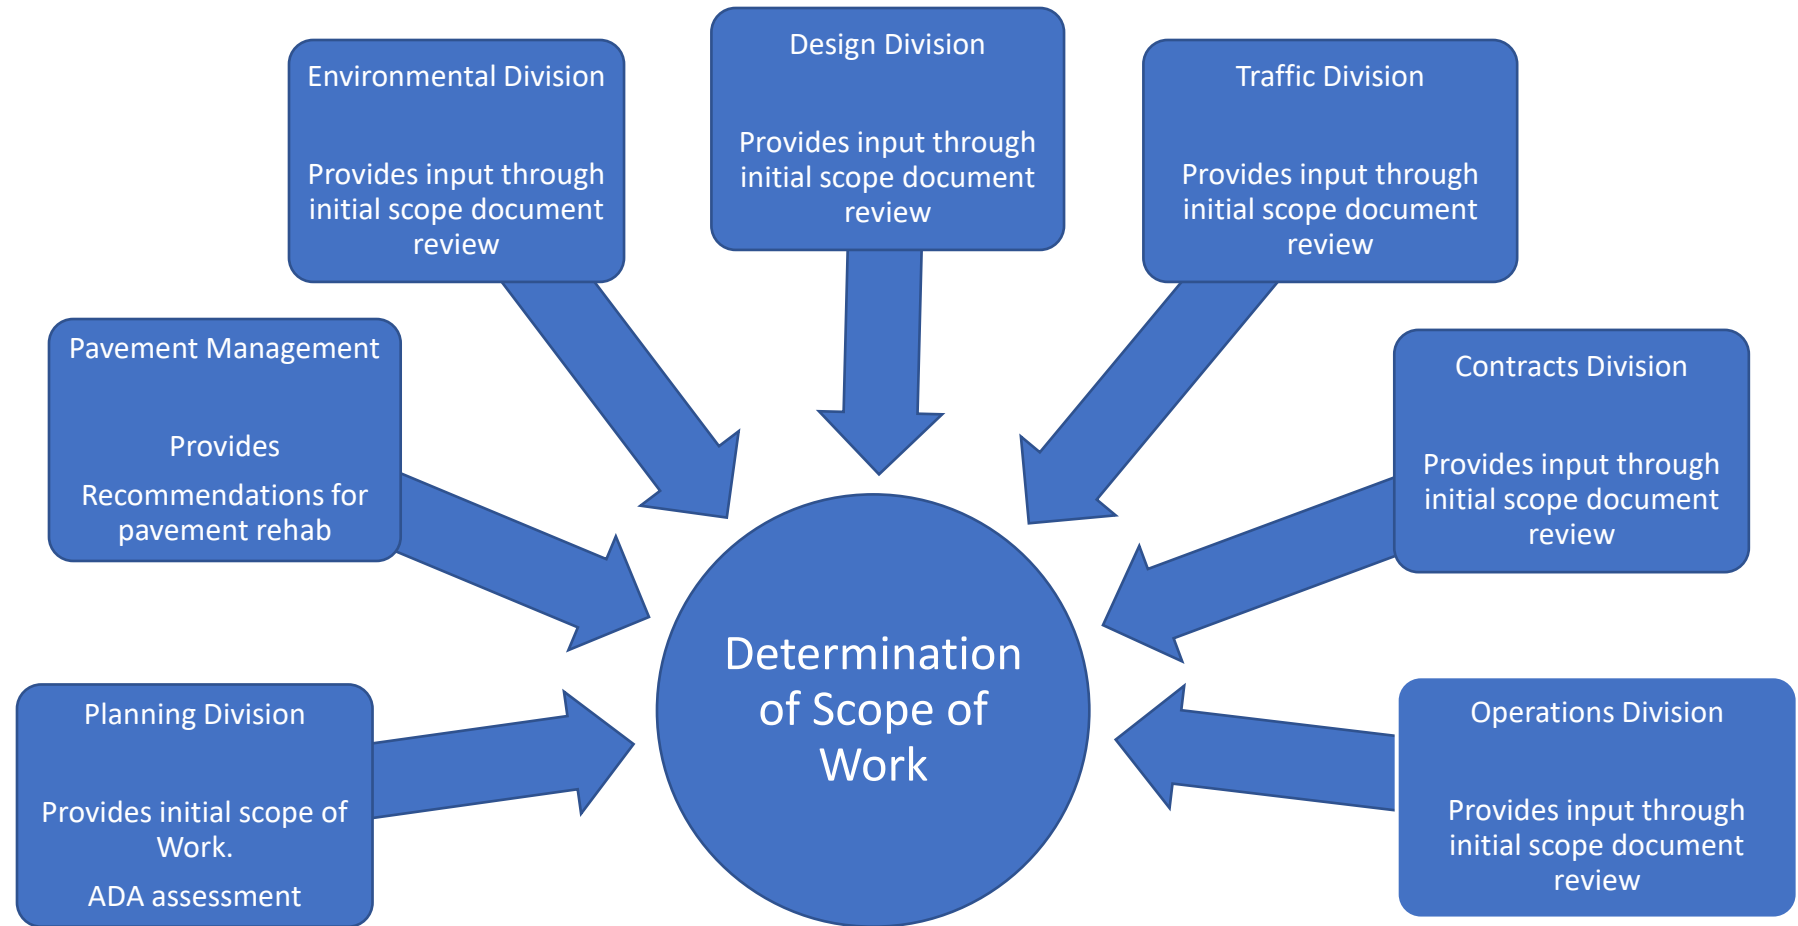 Design Division
Provides input through
initial scope document
review
Environmental Division
Provides input through
initial scope document
review
Traffic Division
Provides input through
initial scope document
review
Pavement Management
Provides
Recommendations for
pavement rehab
Contracts Division
Provides input through
initial scope document
review
Planning Division
Provides initial scope of
Work.
ADA assessment
Determination
of Scope of
Work
Operations Division
Provides input through
initial scope document
review